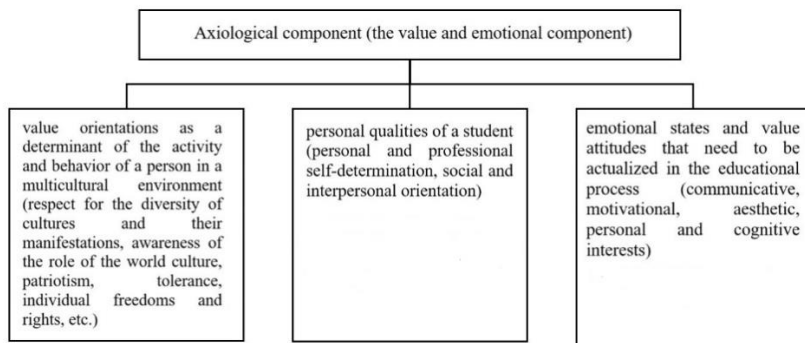 Axiological component (the value and emotional component)
value orientations as a
determinant of the activity
and behavior of a person in a
multicultural environment
(respect for the diversity of
cultures and their
manifestations, awareness of
the role of the world culture,
patriotism, tolerance,
individual freedoms and
rights, etc.)
personal qualities of a student
(personal and professional
self-determination, social and
interpersonal orientation)
emotional states and value
attitudes that need to be
actualized in the educational
process (communicative,
motivational, aesthetic,
personal and cognitive
interests)